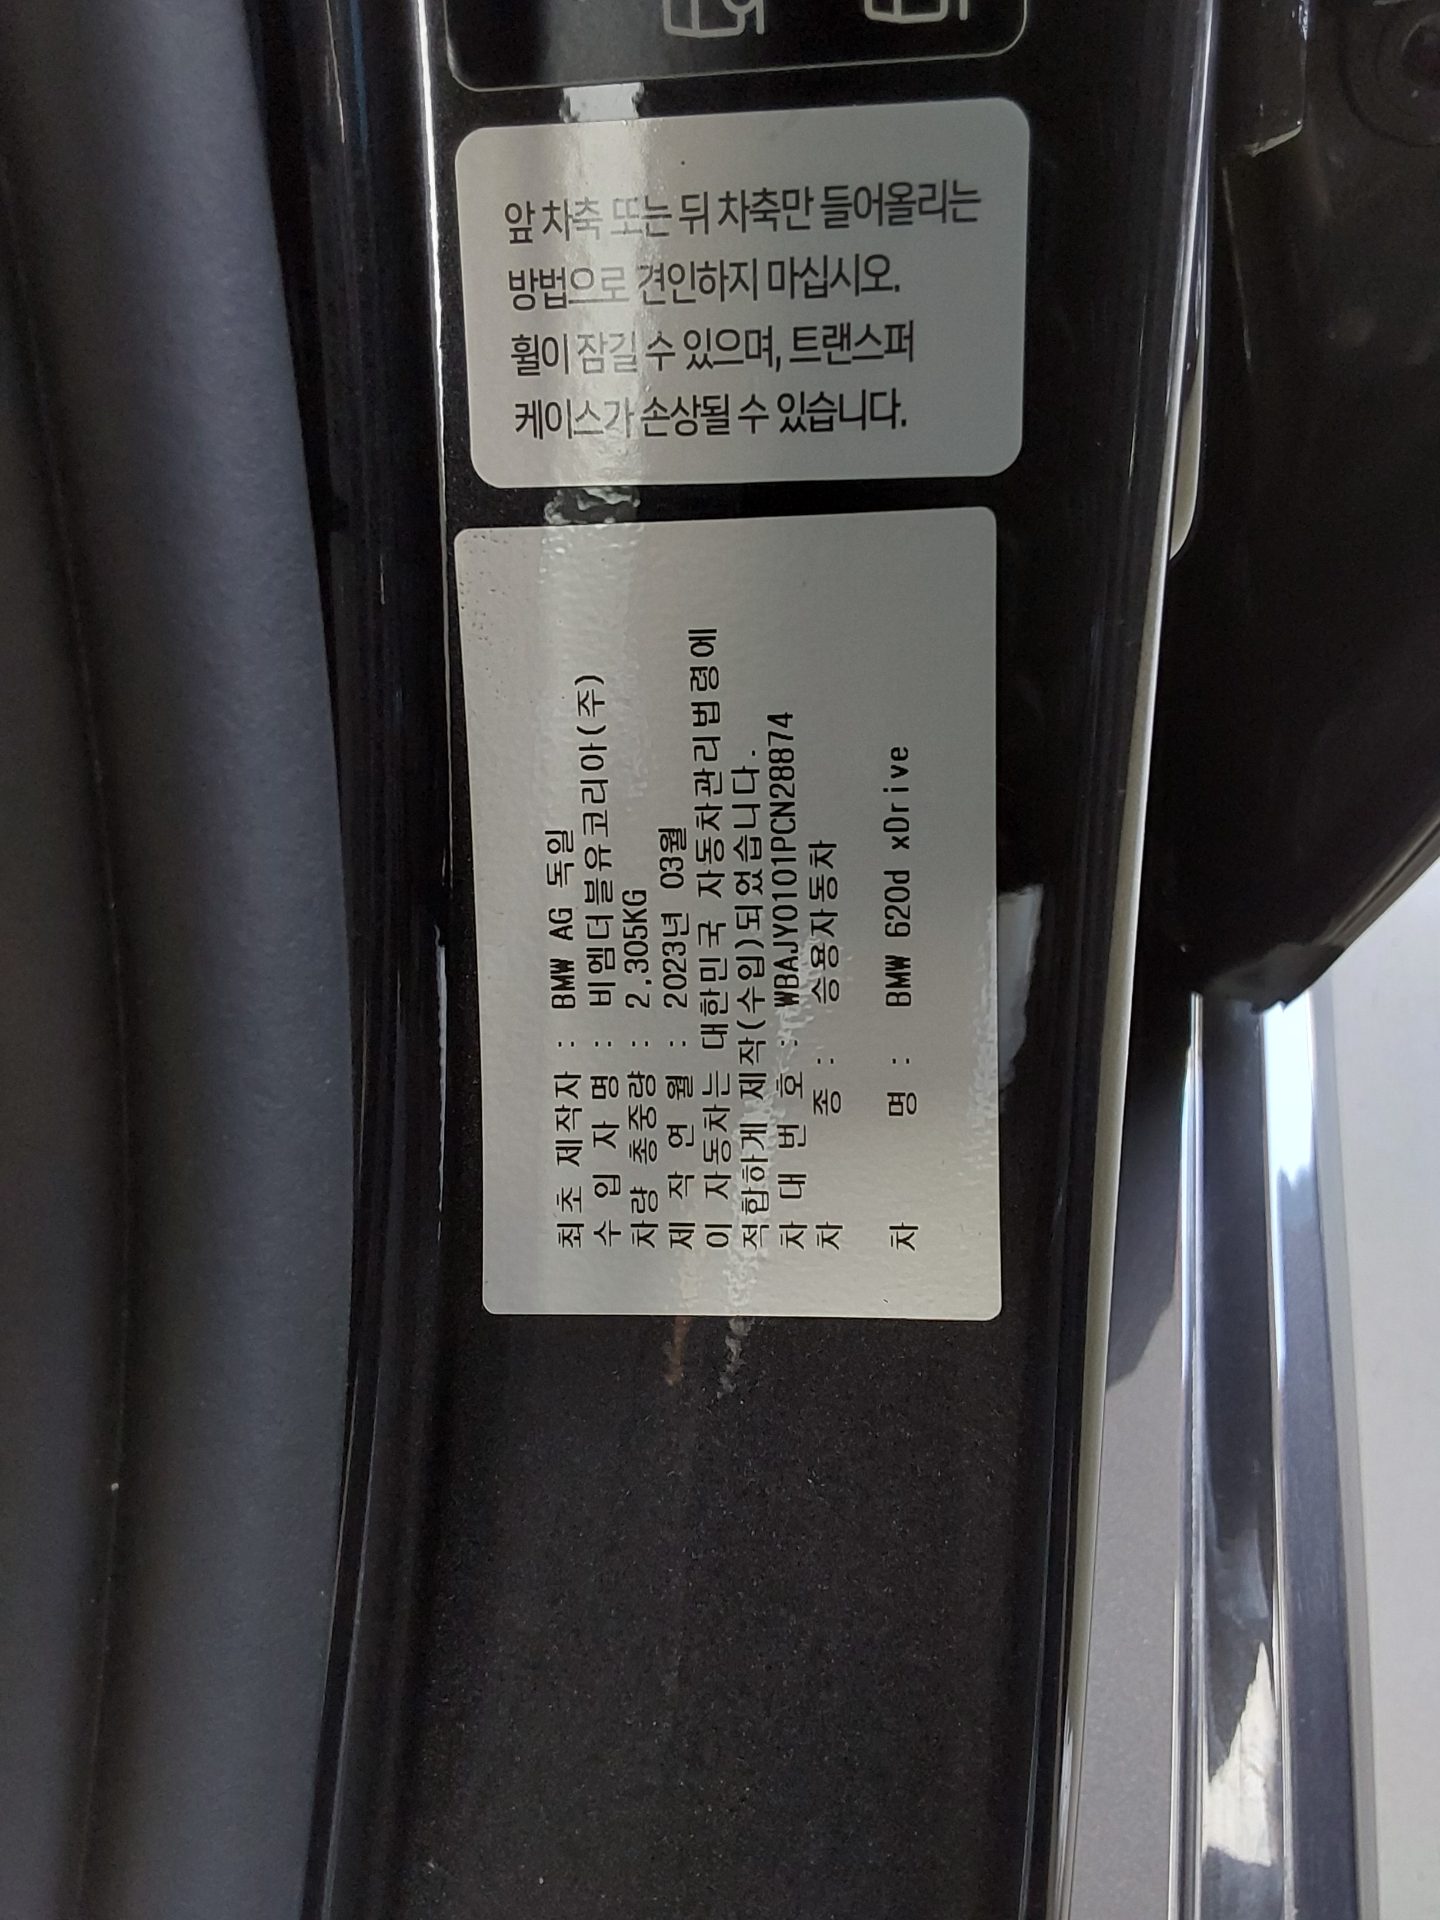 앞 차축 또는 뒤 차축만 들어올리는
방법으로 견인하지 마십시오.
휠이 잠길 수 있으며, 트랜스퍼
케이스가 손상될 수 있습니다.
최초 제작자 : BMW AG 독일
수 입 자 명 : 비엠더블유코리아(주)
차량 총중량 : 2,305KG
제 작 연 월 : 2023년 03월
이 자동차는 대한민국 자동차관리법령에
적합하게 제작(수입)되었습니다.
차 대 번 호 : WBAJY0101PCN28874
차 종 : 승용자동차
차 명 : BMW 620d xDrive